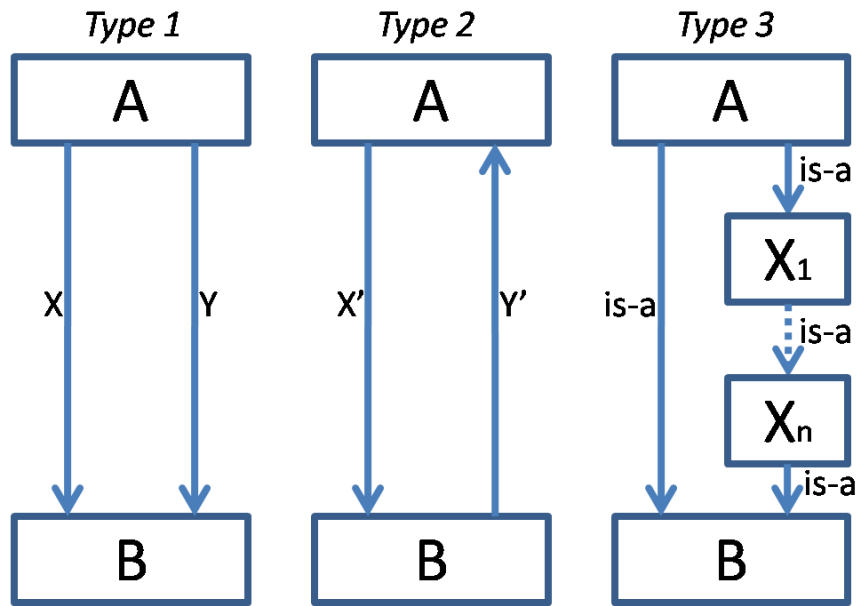 Type 1
Type 2
Type 3
A
A
A
is-a
X₁
X
Y
X’
Y’
is-a
is-a
Xₙ
is-a
B
B
B